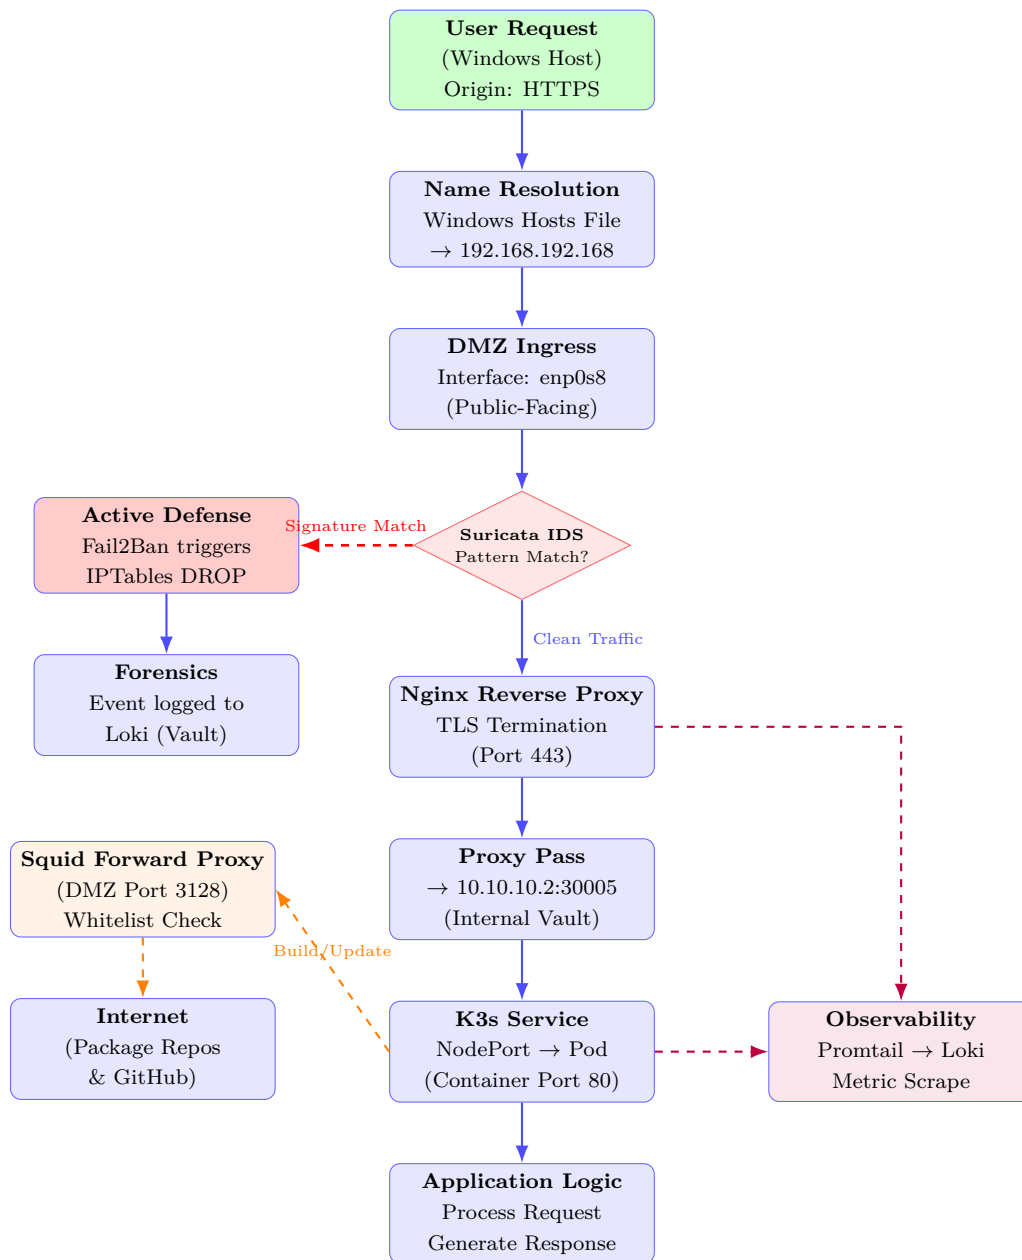 User Request
(Windows Host)
Origin: HTTPS
Name Resolution
Windows Hosts File
→ 192.168.192.168
DMZ Ingress
Interface: enp0s8
(Public-Facing)
Suricata IDS
Pattern Match?
Signature Match
Active Defense
Fail2Ban triggers
IPTables DROP
Forensics
Event logged to
Loki (Vault)
Clean Traffic
Nginx Reverse Proxy
TLS Termination
(Port 443)
Proxy Pass
→ 10.10.10.2:30005
(Internal Vault)
Squid Forward Proxy
(DMZ Port 3128)
Whitelist Check
Build/Update
Internet
(Package Repos
& GitHub)
K3s Service
NodePort → Pod
(Container Port 80)
Observability
Promtail → Loki
Metric Scrape
Application Logic
Process Request
Generate Response